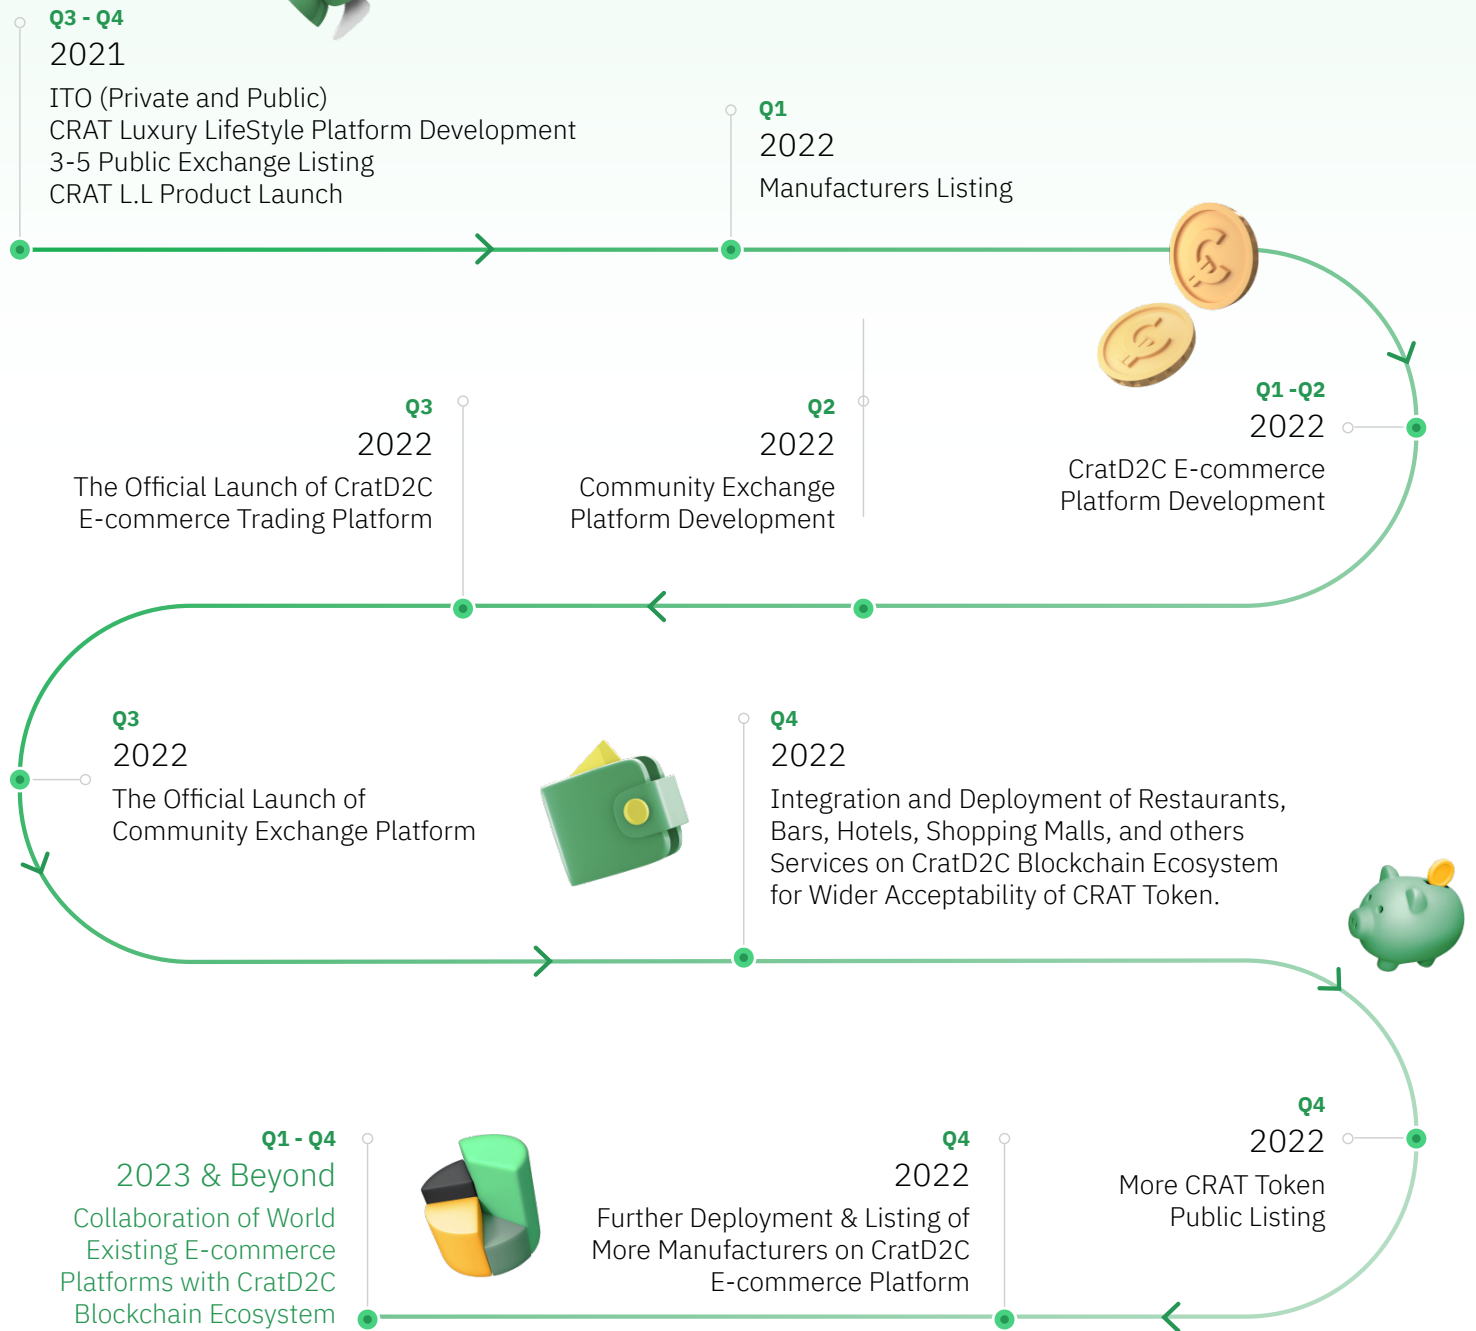 Q3 - Q4
2021
ITO (Private and Public)
CRAT Luxury LifeStyle Platform Development
3-5 Public Exchange Listing
CRAT L.L Product Launch
Q1
2022
Manufacturers Listing
Q1 -Q2
2022
CratD2C E-commerce
Platform Development
Q2
2022
Community Exchange
Platform Development
Q3
2022
The Official Launch of CratD2C
E-commerce Trading Platform
Q3
2022
The Official Launch of
Community Exchange Platform
Q4
2022
Integration and Deployment of Restaurants,
Bars, Hotels, Shopping Malls, and others
Services on CratD2C Blockchain Ecosystem
for Wider Acceptability of CRAT Token.
Q4
2022
More CRAT Token
Public Listing
Q4
2022
Further Deployment & Listing of
More Manufacturers on CratD2C
E-commerce Platform
Q1 - Q4
2023 & Beyond
Collaboration of World
Existing E-commerce
Platforms with CratD2C
Blockchain Ecosystem